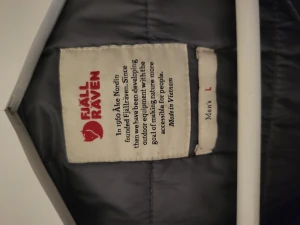 FJÄLL
RÄVEN
In 1960 Åke Nordin
founded Fjällräven. Since
then we have been developing
outdoor equipment with the
goal of making nature more
accessible for people.
Made in Vietnam
Men's L